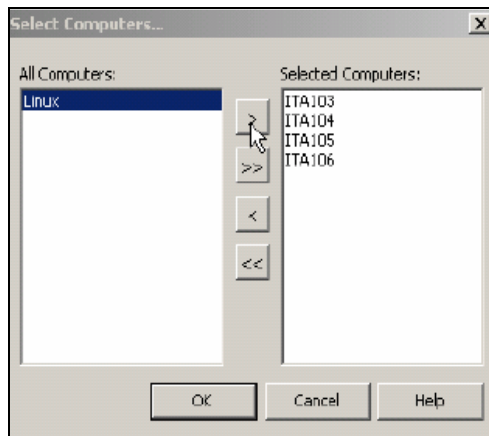 Select Computers...
X
All Computers:
Linux
>
>>
<
<<
Selected Computers:
ITA103
ITA104
ITA105
ITA106
OK
Cancel
Help